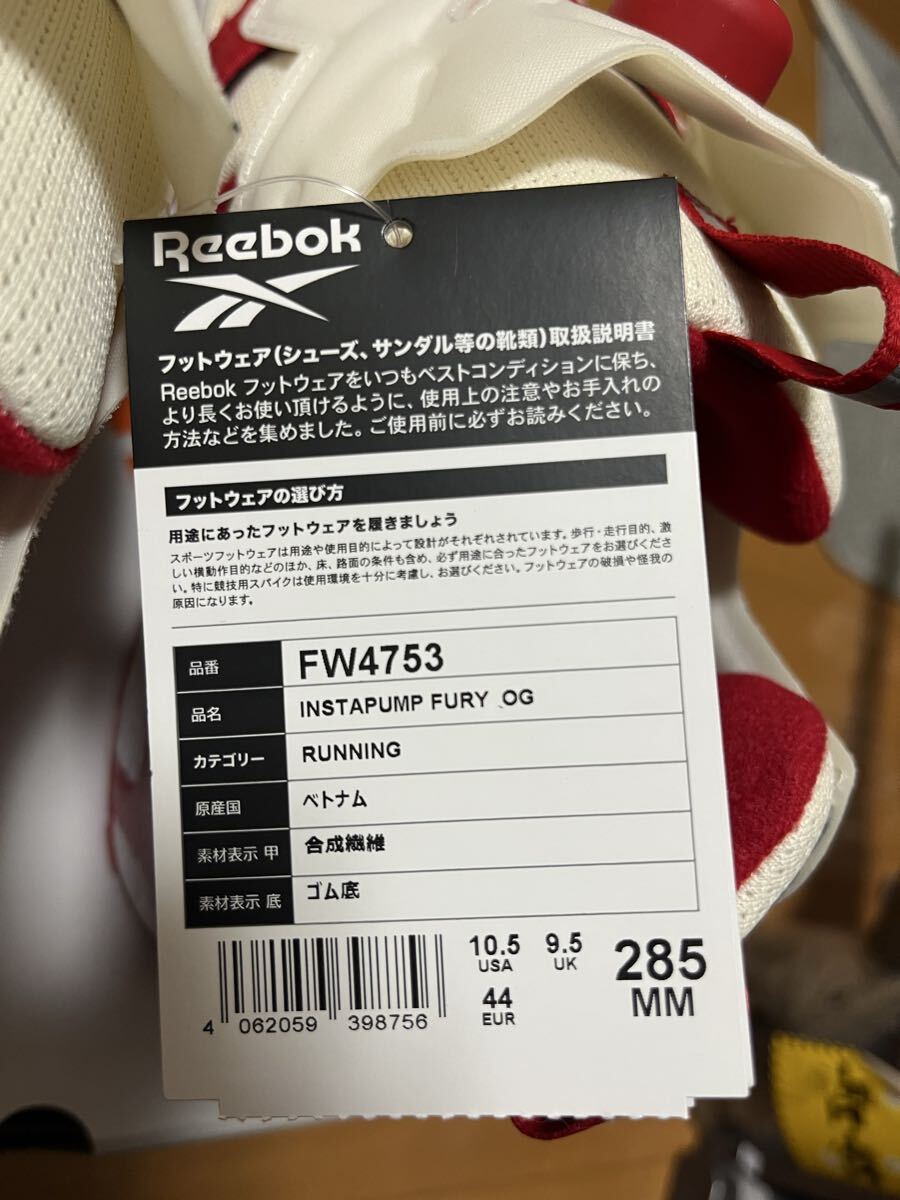 Reebok
フットウェア(シューズ、サンダル等の靴類)取扱説明書
Reebok フットウェアをいつもベストコンディションに保ち、
より長くお使い頂けるように、使用上の注意やお手入れの
方法などを集めました。ご使用前に必ずお読みください。
フットウェアの選び方
用途にあったフットウェアを履きましょう
スポーツフットウェアは用途や使用目的によって設計がそれぞれされています。歩行・走行目的、激
しい横動作目的などのほか、床、路面の条件も含め、必ず用途に合ったフットウェアをお選びくださ
い。特に競技用スパイクは使用環境を十分に考慮し、お選びください。フットウェアの破損や怪我の
原因になります。
品番 FW4753
品名 INSTAPUMP FURY OG
カテゴリー RUNNING
原産国 ベトナム
素材表示 甲 合成繊維
素材表示 底 ゴム底
10.5 9.5 285
USA UK MM
44
EUR
4 062059 398756